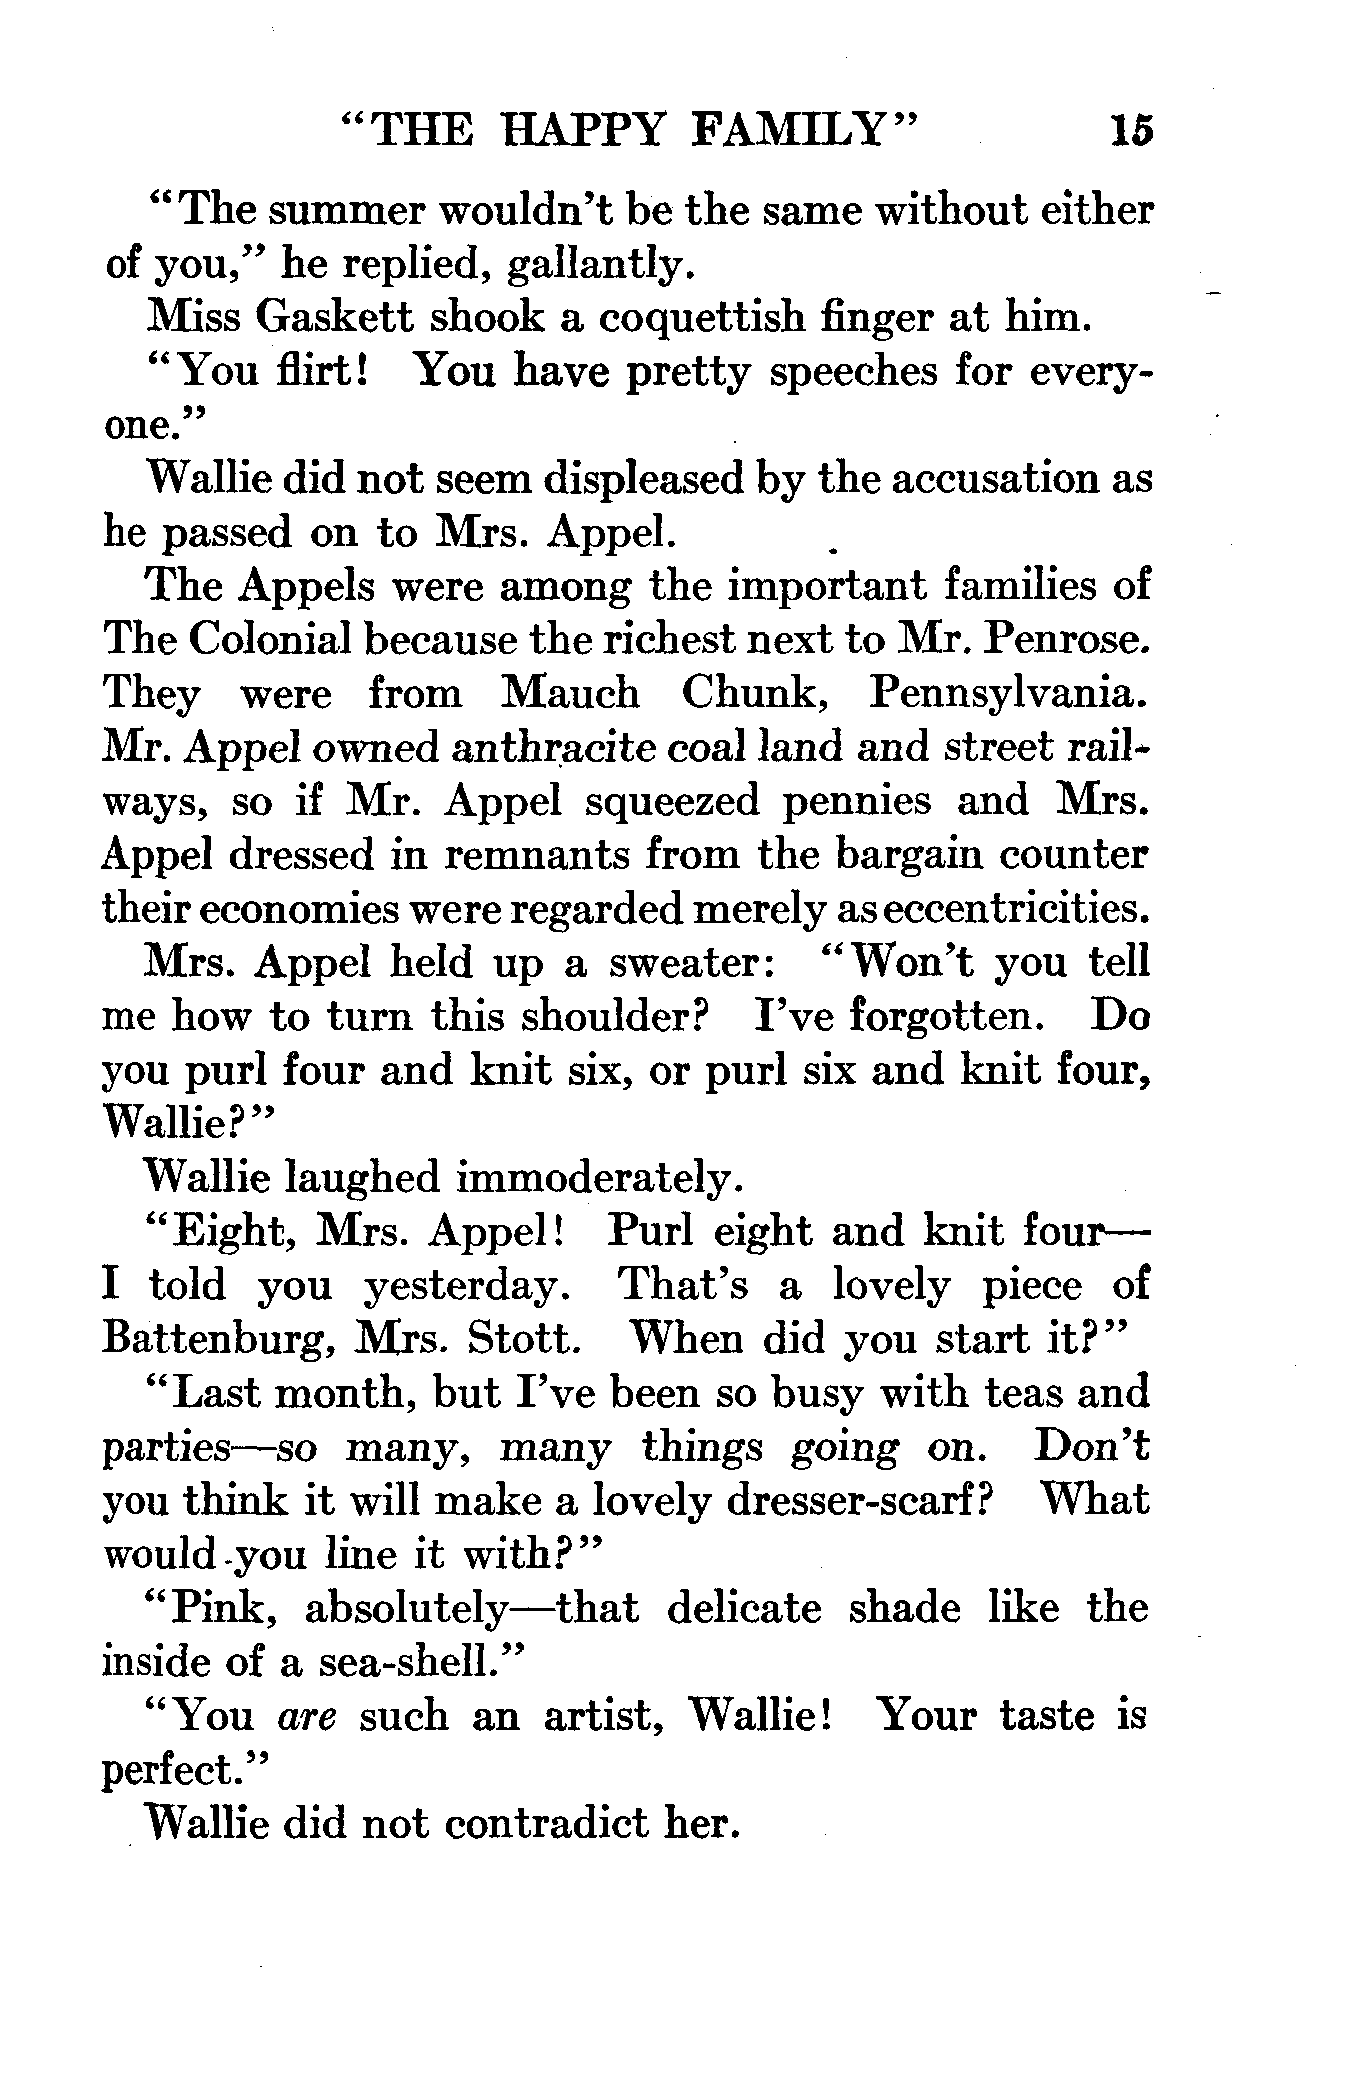 "THE HAPPY FAMILY" 15
"The summer wouldn't be the same without either
of you," he replied, gallantly.
Miss Gaskett shook a coquettish finger at him.
"You flirt! You have pretty speeches for every-
one."
Wallie did not seem displeased by the accusation as
he passed on to Mrs. Appel.
The Appels were among the important families of
The Colonial because the richest next to Mr. Penrose.
They were from Mauch Chunk, Pennsylvania.
Mr. Appel owned anthracite coal land and street rail-
ways, so if Mr. Appel squeezed pennies and Mrs.
Appel dressed in remnants from the bargain counter
their economies were regarded merely as eccentricities.
Mrs. Appel held up a sweater: "Won't you tell
me how to turn this shoulder? I've forgotten. Do
you purl four and knit six, or purl six and knit four,
Wallie?"
Wallie laughed immoderately.
"Eight, Mrs. Appel! Purl eight and knit four—
I told you yesterday. That's a lovely piece of
Battenburg, Mrs. Stott. When did you start it?"
"Last month, but I've been so busy with teas and
parties—so many, many things going on. Don't
you think it will make a lovely dresser-scarf? What
would you line it with?"
"Pink, absolutely—that delicate shade like the
inside of a sea-shell."
"You are such an artist, Wallie! Your taste is
perfect."
Wallie did not contradict her.